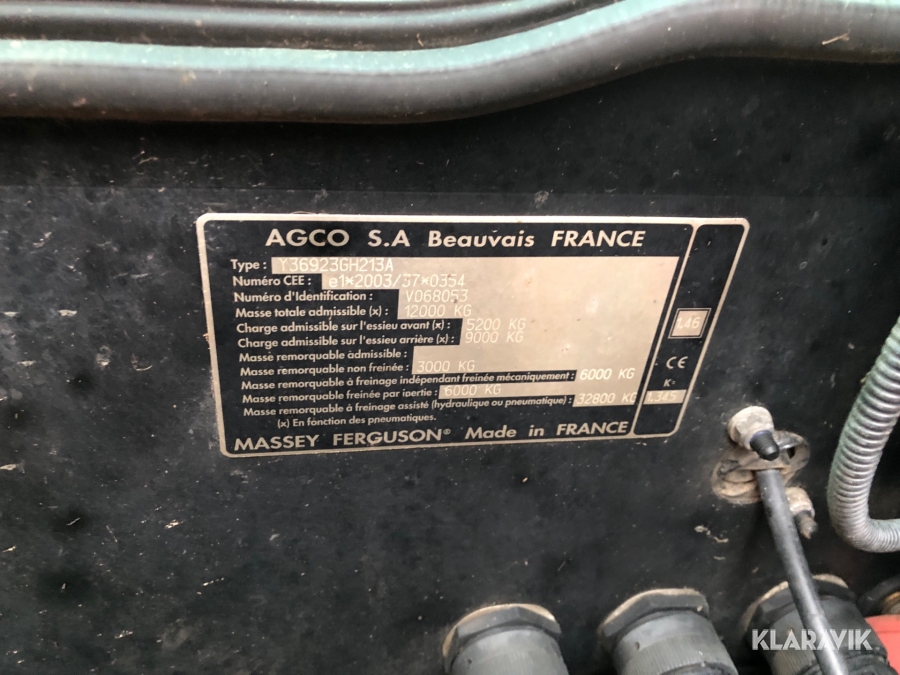 AGCO S.A Beauvais FRANCE
Type : Y36923GH213A
Numéro CEE : e1*2003/37*0354
Numéro d'Identification : V068053
Masse totale admissible (x) : 12000 KG
Charge admissible sur l'essieu avant (x) : 5200 KG
Charge admissible sur l'essieu arrière (x) : 9000 KG
Masse remorquable admissible :
Masse remorquable non freinée : 3000 KG
Masse remorquable à freinage indépendant freinée mécaniquement : 6000 KG
Masse remorquable freinée par inertie : 6000 KG
Masse remorquable à freinage assisté (hydraulique ou pneumatique) : 32800 KG
(x) En fonction des pneumatiques.
MASSEY FERGUSON® Made in FRANCE
1.46
CE
K=
1.345
KLARAVIK